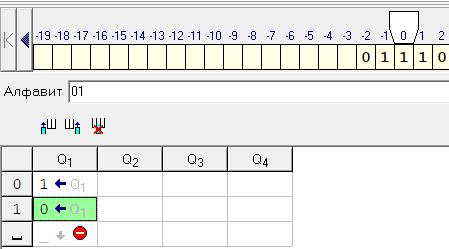 -19 -18 -17 -16 -15 -14 -13 -12 -11 -10 -9 -8 -7 -6 -5 -4 -3 -2 -1 0 1 2
0 1 1 1 0
Алфавит 01
Q1 Q2 Q3 Q4
0 1 ← Q1
1 0 ← Q1
␣ _ ↓